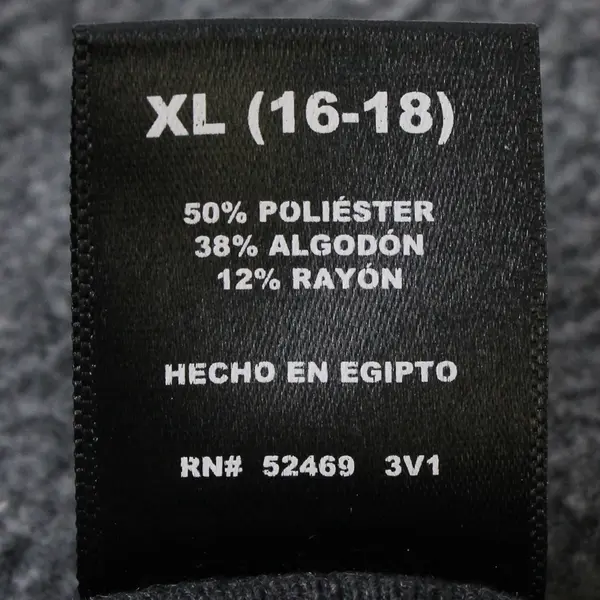 XL (16-18)
50% POLIÉSTER
38% ALGODÓN
12% RAYÓN
HECHO EN EGIPTO
RN# 52469 3V1